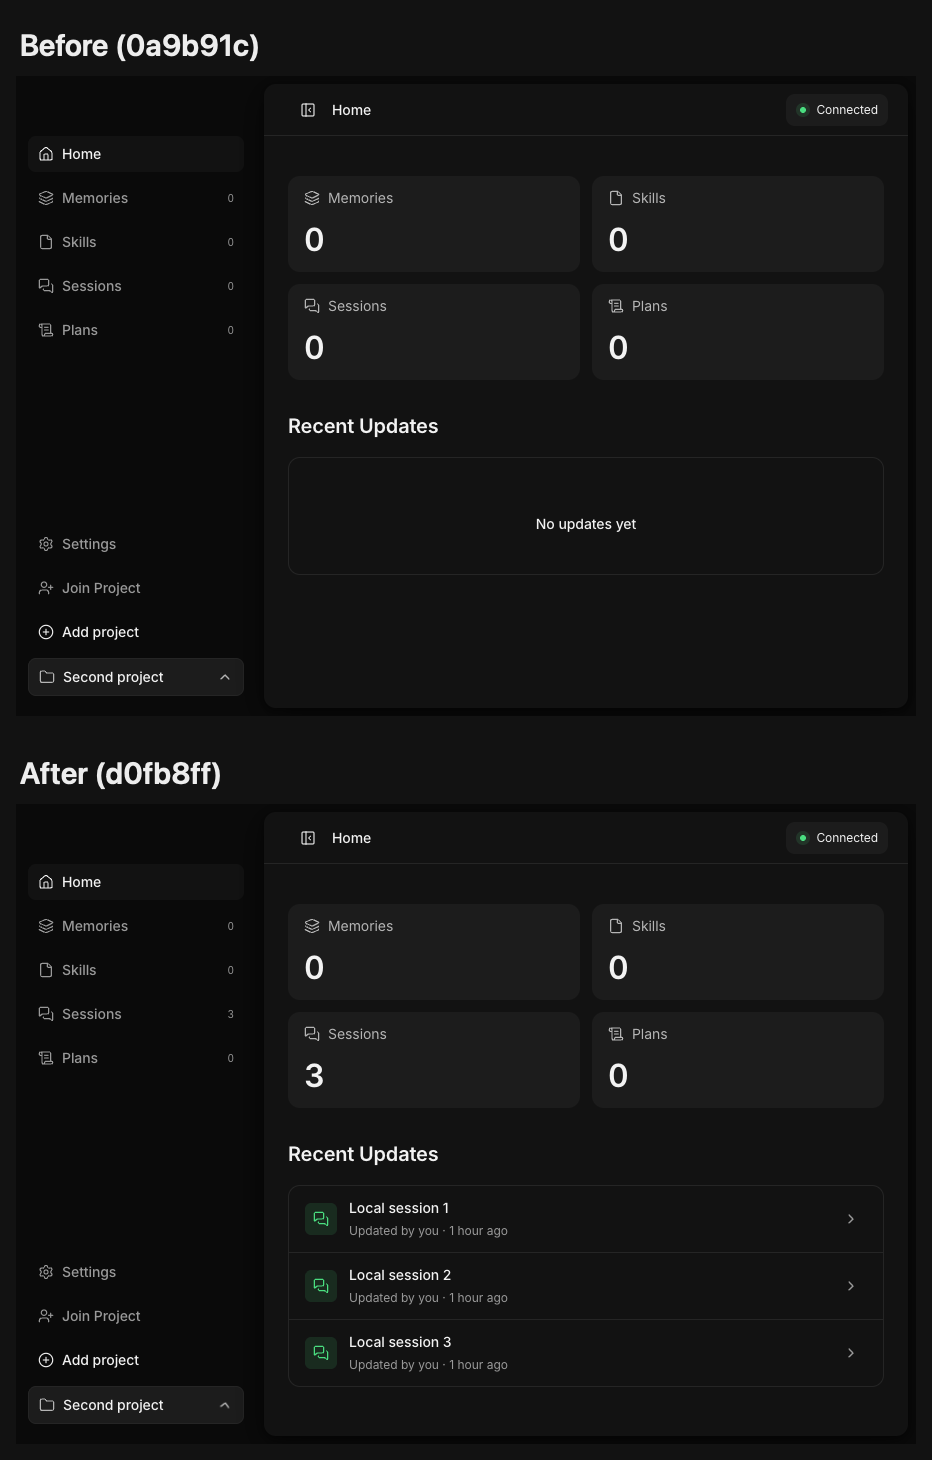 Before (0a9b91c)
Home
Connected
Home
Memories 0
Skills 0
Sessions 0
Plans 0
Memories
0
Skills
0
Sessions
0
Plans
0
Recent Updates
No updates yet
Settings
Join Project
Add project
Second project
After (d0fb8ff)
Home
Connected
Home
Memories 0
Skills 0
Sessions 3
Plans 0
Memories
0
Skills
0
Sessions
3
Plans
0
Recent Updates
Local session 1
Updated by you · 1 hour ago
Local session 2
Updated by you · 1 hour ago
Local session 3
Updated by you · 1 hour ago
Settings
Join Project
Add project
Second project